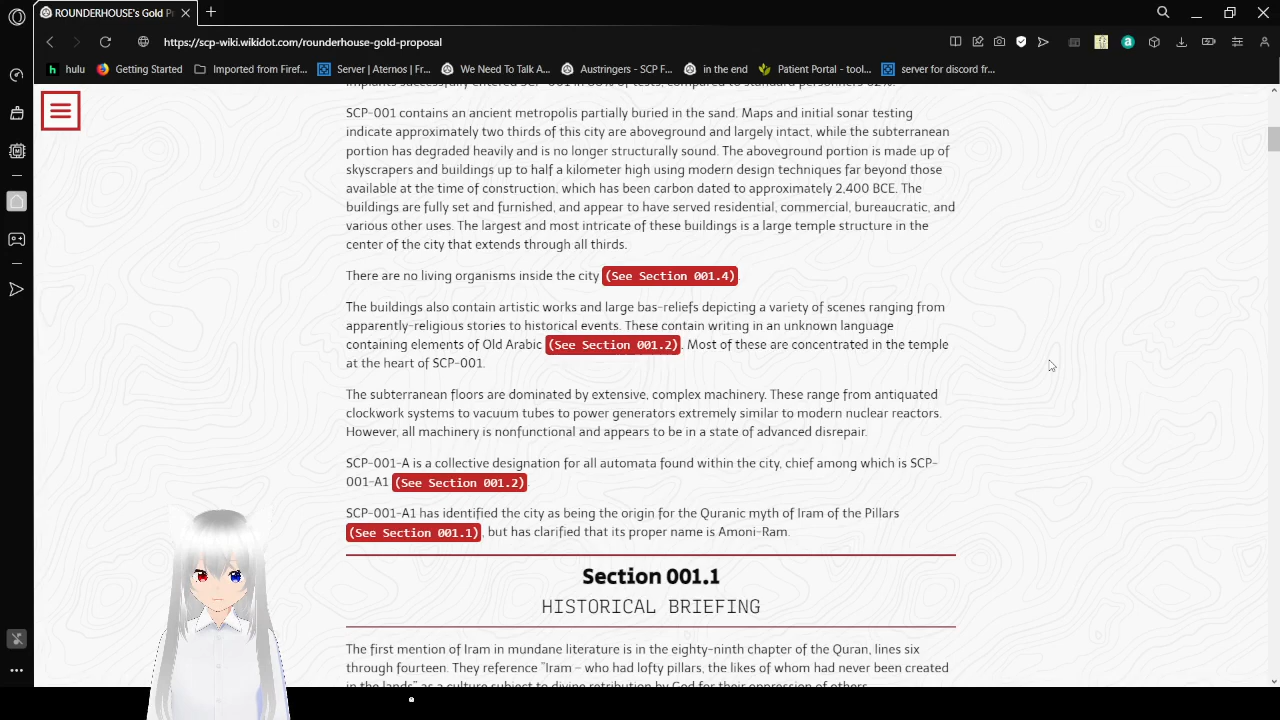 ROUNDERHOUSE's Gold P
https://scp-wiki.wikidot.com/rounderhouse-gold-proposal
hulu
Getting Started
Imported from Firef...
Server | Aternos | Fr...
We Need To Talk A...
Austringers - SCP F...
in the end
Patient Portal - tool...
server for discord fr...
SCP-001 contains an ancient metropolis partially buried in the sand. Maps and initial sonar testing
indicate approximately two thirds of this city are aboveground and largely intact, while the subterranean
portion has degraded heavily and is no longer structurally sound. The aboveground portion is made up of
skyscrapers and buildings up to half a kilometer high using modern design techniques far beyond those
available at the time of construction, which has been carbon dated to approximately 2,400 BCE. The
buildings are fully set and furnished, and appear to have served residential, commercial, bureaucratic, and
various other uses. The largest and most intricate of these buildings is a large temple structure in the
center of the city that extends through all thirds.
There are no living organisms inside the city (See Section 001.4)
The buildings also contain artistic works and large bas-reliefs depicting a variety of scenes ranging from
apparently-religious stories to historical events. These contain writing in an unknown language
containing elements of Old Arabic (See Section 001.2). Most of these are concentrated in the temple
at the heart of SCP-001.
The subterranean floors are dominated by extensive, complex machinery. These range from antiquated
clockwork systems to vacuum tubes to power generators extremely similar to modern nuclear reactors.
However, all machinery is nonfunctional and appears to be in a state of advanced disrepair.
SCP-001-A is a collective designation for all automata found within the city, chief among which is SCP-
001-A1 (See Section 001.2)
SCP-001-A1 has identified the city as being the origin for the Quranic myth of Iram of the Pillars
(See Section 001.1), but has clarified that its proper name is Amoni-Ram.
Section 001.1
HISTORICAL BRIEFING
The first mention of Iram in mundane literature is in the eighty-ninth chapter of the Quran, lines six
through fourteen. They reference "Iram – who had lofty pillars, the likes of whom had never been created
in the lands" as a culture subject to divine retribution by God for their oppression of others.